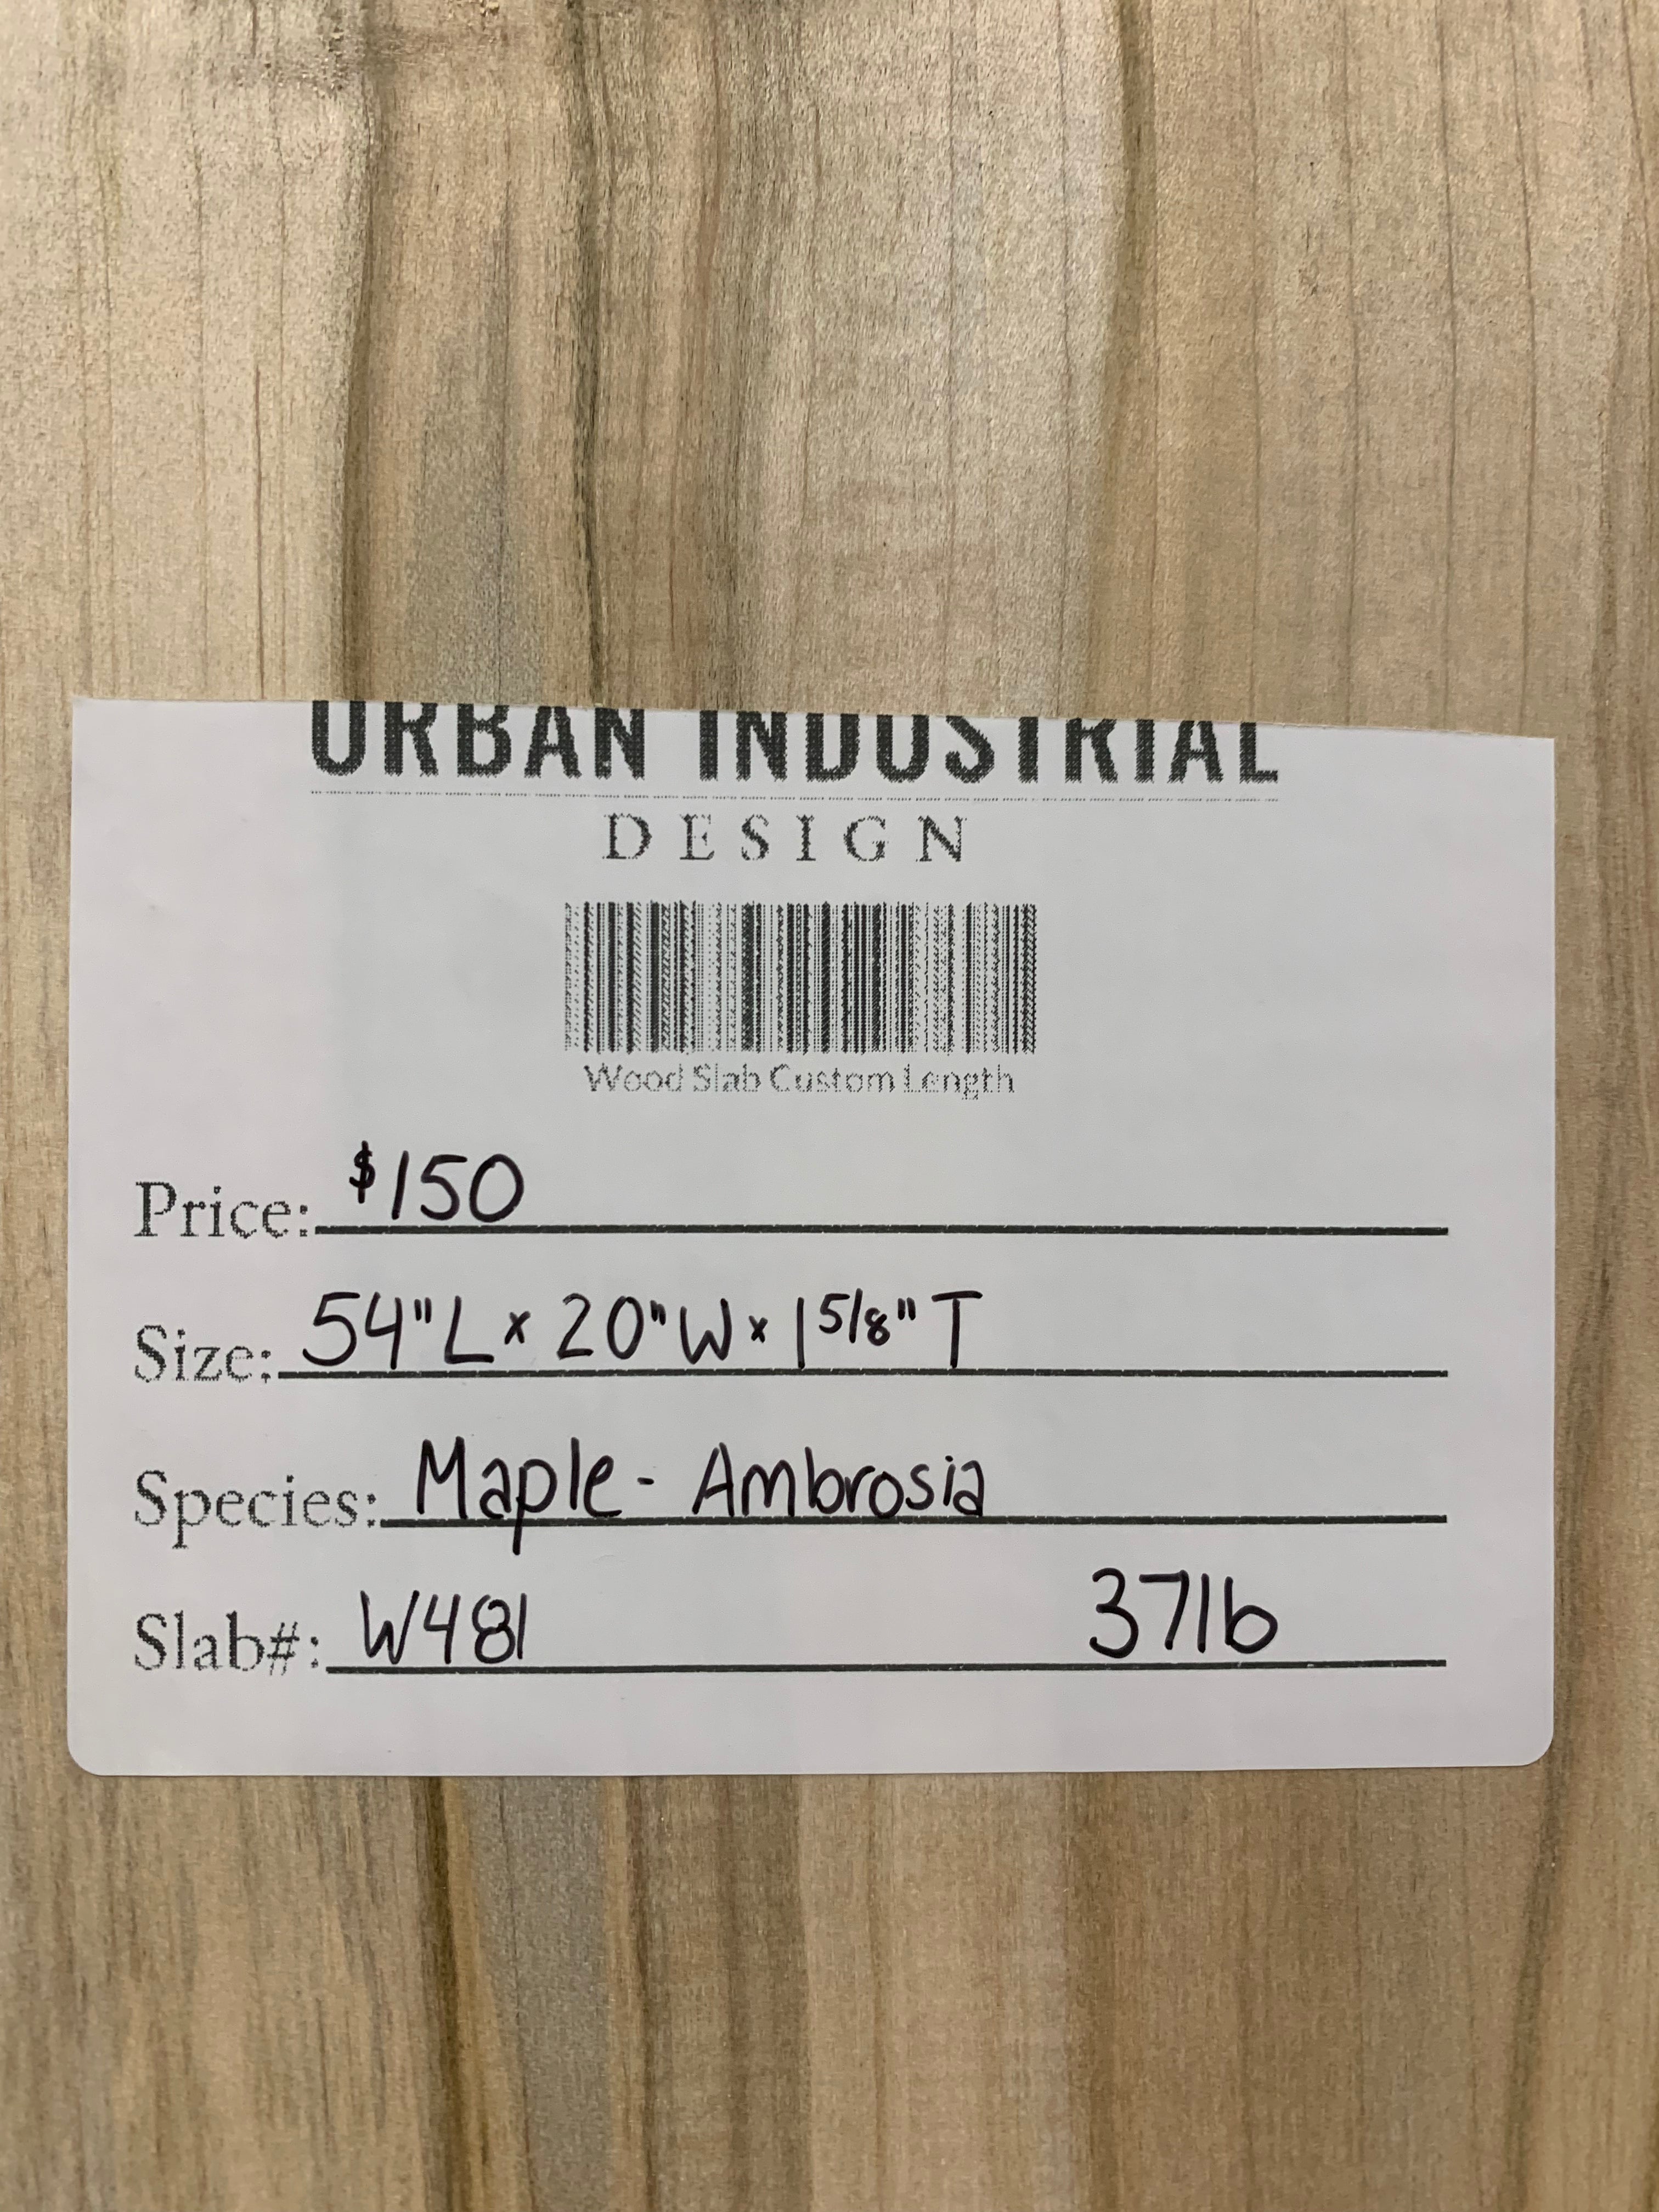 URBAN INDUSTRIAL
DESIGN
Wood Slab Custom Length
Price: $150
Size: 54"L x 20"W x 1 5/8" T
Species: Maple - Ambrosia
Slab#: W481 37lb